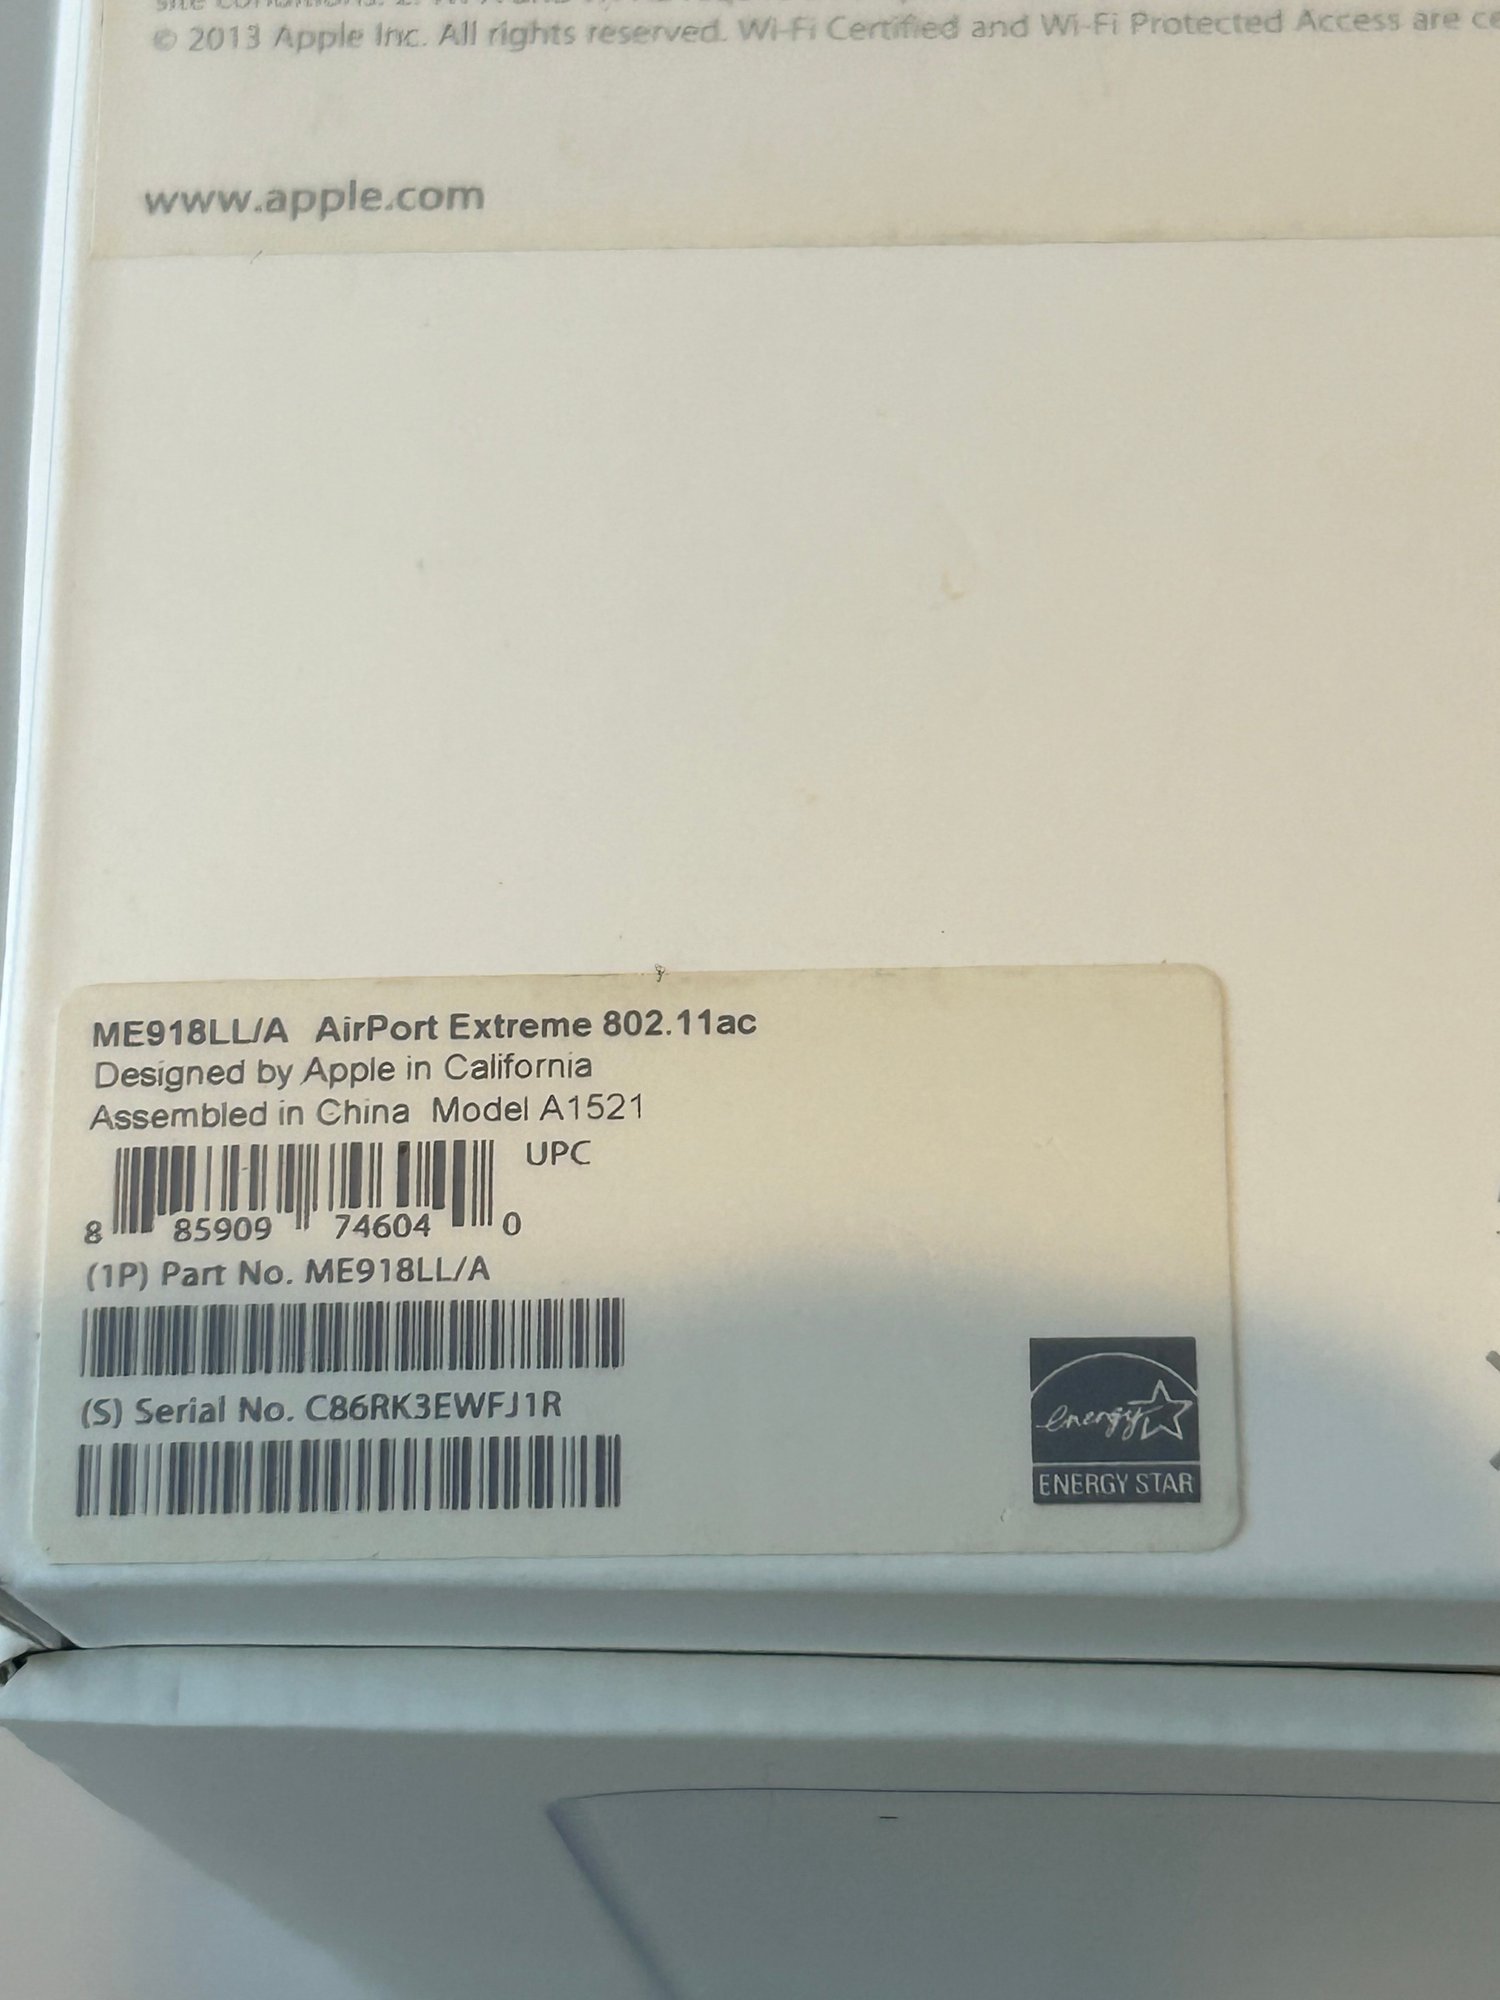 © 2013 Apple Inc. All rights reserved. Wi-Fi Certified and Wi-Fi Protected Access are
www.apple.com
ME918LL/A AirPort Extreme 802.11ac
Designed by Apple in California
Assembled in China Model A1521
UPC
8 85909 74604 0
(1P) Part No. ME918LL/A
(S) Serial No. C86RK3EWFJ1R
energy
ENERGY STAR